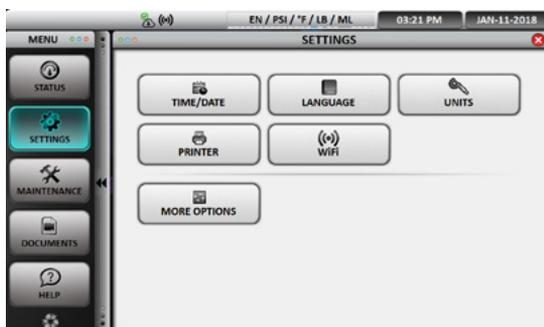 EN / PSI / °F / LB / ML 03:21 PM JAN-11-2018
MENU SETTINGS
STATUS
SETTINGS
MAINTENANCE
DOCUMENTS
HELP
TIME/DATE LANGUAGE UNITS
PRINTER WiFi
MORE OPTIONS